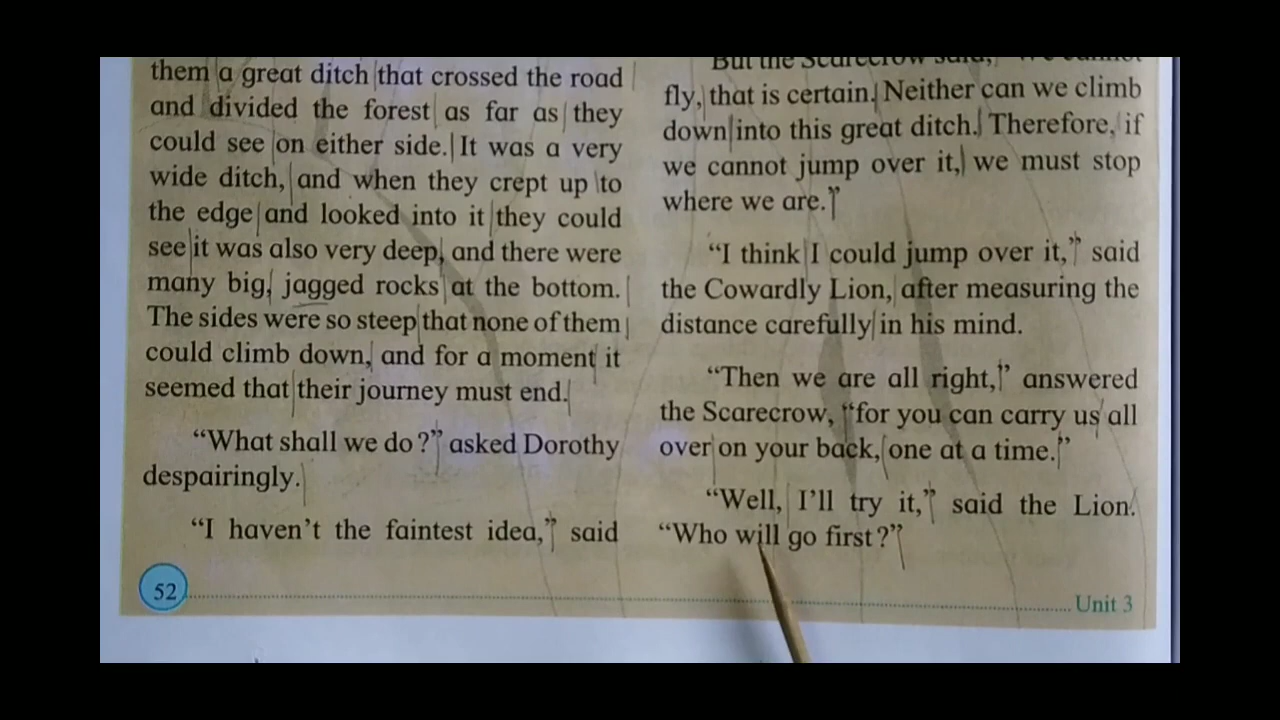 them a great ditch that crossed the road
and divided the forest as far as they
could see on either side. It was a very
wide ditch, and when they crept up to
the edge and looked into it they could
see it was also very deep, and there were
many big, jagged rocks at the bottom.
The sides were so steep that none of them
could climb down, and for a moment it
seemed that their journey must end.
“What shall we do?” asked Dorothy
despairingly.
“I haven’t the faintest idea,” said
But the Scarecrow said, “We cannot
fly, that is certain. Neither can we climb
down into this great ditch. Therefore, if
we cannot jump over it, we must stop
where we are.”
“I think I could jump over it,” said
the Cowardly Lion, after measuring the
distance carefully in his mind.
“Then we are all right,” answered
the Scarecrow, “for you can carry us all
over on your back, one at a time.”
“Well, I’ll try it,” said the Lion.
“Who will go first?”
52
Unit 3